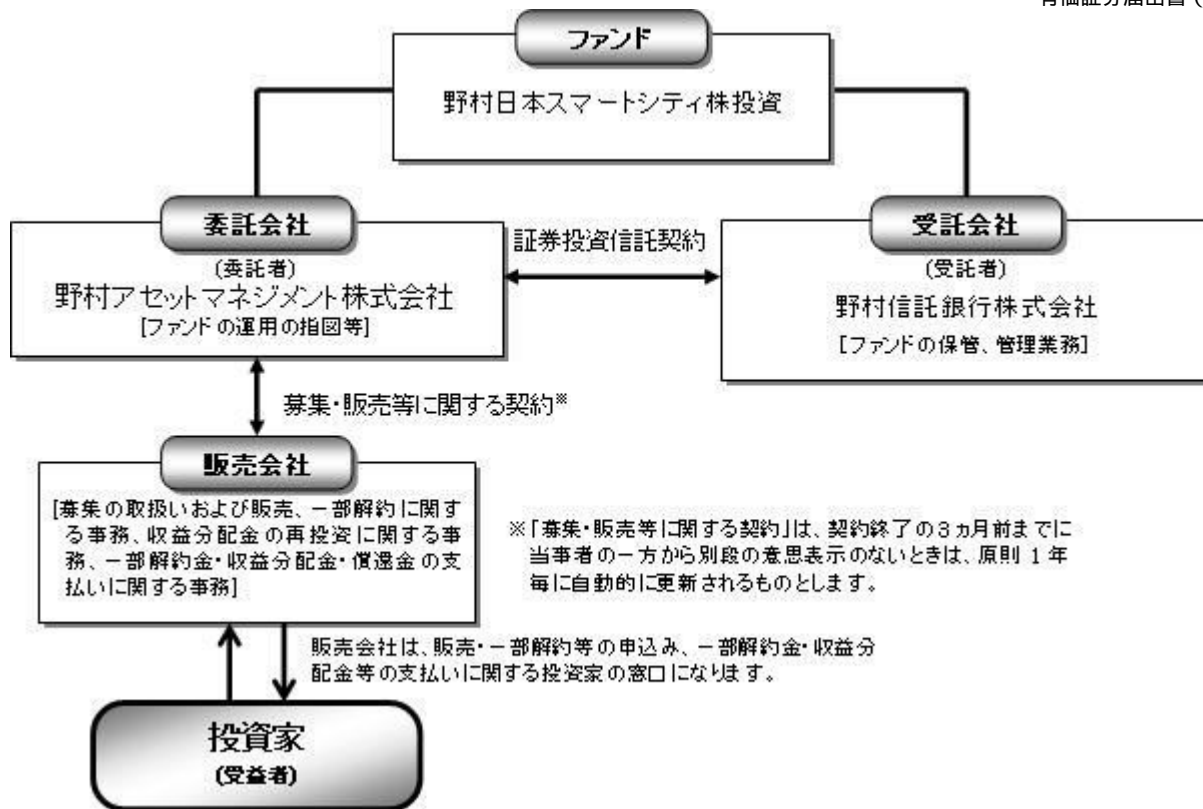 有価証券届出書（
ファンド
野村日本スマートシティ株投資
委託会社
(委託者)
野村アセットマネジメント株式会社
[ファンドの運用の指図等]
証券投資信託契約
受託会社
(受託者)
野村信託銀行株式会社
[ファンドの保管、管理業務]
募集・販売等に関する契約※
販売会社
[募集の取扱いおよび販売、一部解約に関す
る事務、収益分配金の再投資に関する事
務、一部解約金・収益分配金・償還金の支
払いに関する事務]
※「募集・販売等に関する契約」は、契約終了の3ヵ月前までに
当事者の一方から別段の意思表示のないときは、原則1年
毎に自動的に更新されるものとします。
販売会社は、販売・一部解約等の申込み、一部解約金・収益分
配金等の支払いに関する投資家の窓口になります。
投資家
(受益者)